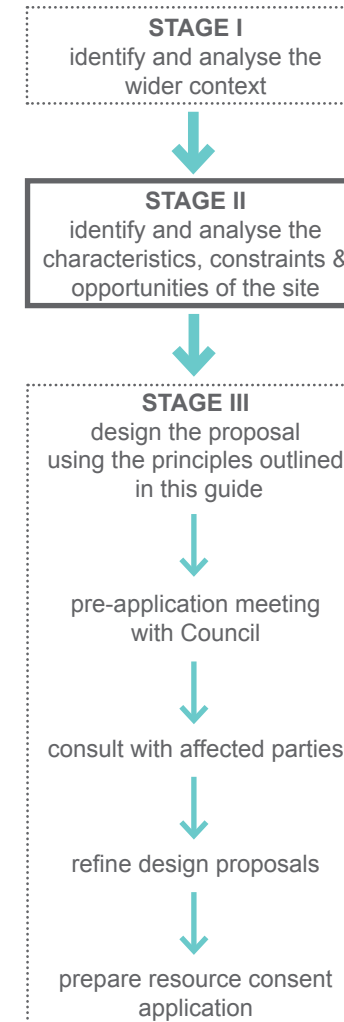 STAGE I
identify and analyse the
wider context
STAGE II
identify and analyse the
characteristics, constraints &
opportunities of the site
STAGE III
design the proposal
using the principles outlined
in this guide
pre-application meeting
with Council
consult with affected parties
refine design proposals
prepare resource consent
application